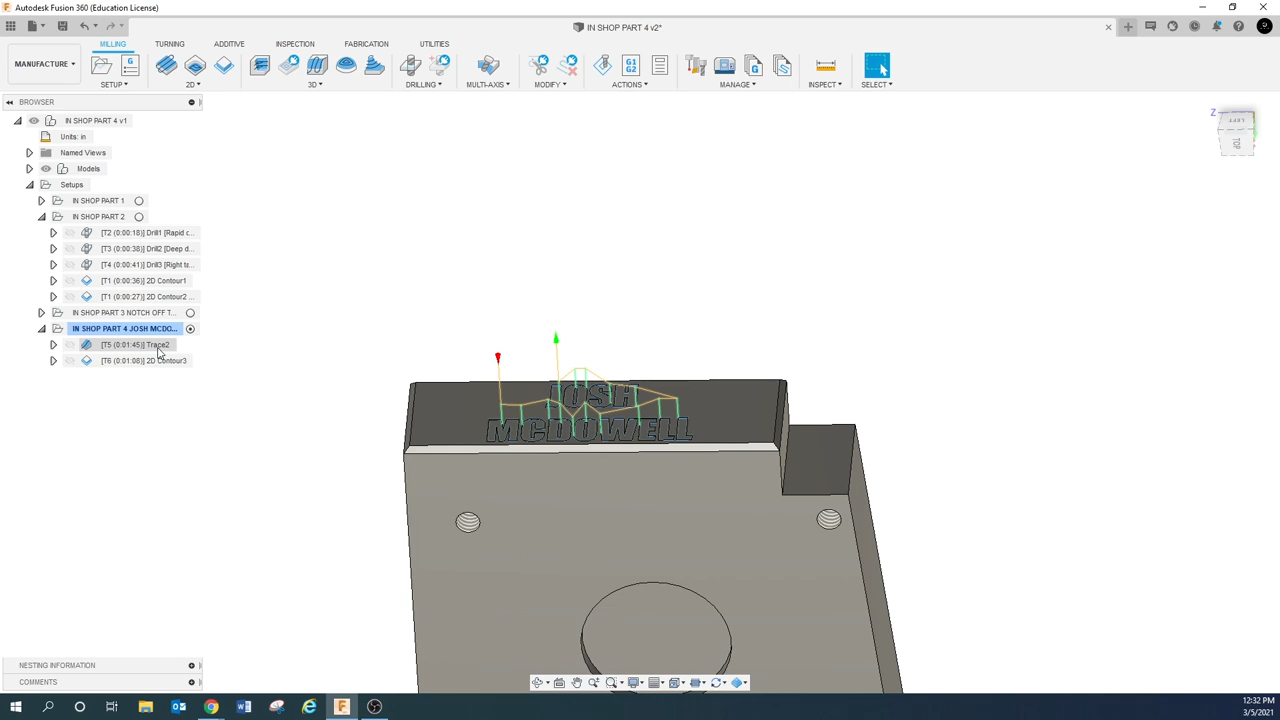 Autodesk Fusion 360 (Education License)
IN SHOP PART 4 v2*
MILLING TURNING ADDITIVE INSPECTION FABRICATION UTILITIES
MANUFACTURE
G1
G2
SETUP 2D 3D DRILLING MULTI-AXIS MODIFY ACTIONS MANAGE INSPECT SELECT
BROWSER
IN SHOP PART 4 v1
Units: in
Named Views
Models
Setups
IN SHOP PART 1
IN SHOP PART 2
[T2 (0:00:18)] Drill1 [Rapid c...
[T3 (0:00:38)] Drill2 [Deep d...
[T4 (0:00:41)] Drill3 [Right ta...
[T1 (0:00:36)] 2D Contour1
[T1 (0:00:27)] 2D Contour2 ...
IN SHOP PART 3 NOTCH OFF T...
IN SHOP PART 4 JOSH MCDO...
[T5 (0:01:45)] Trace2
[T6 (0:01:08)] 2D Contour3
Z
LEFT
TOP
JOSH
MCDOWELL
NESTING INFORMATION
COMMENTS
12:32 PM
3/5/2021